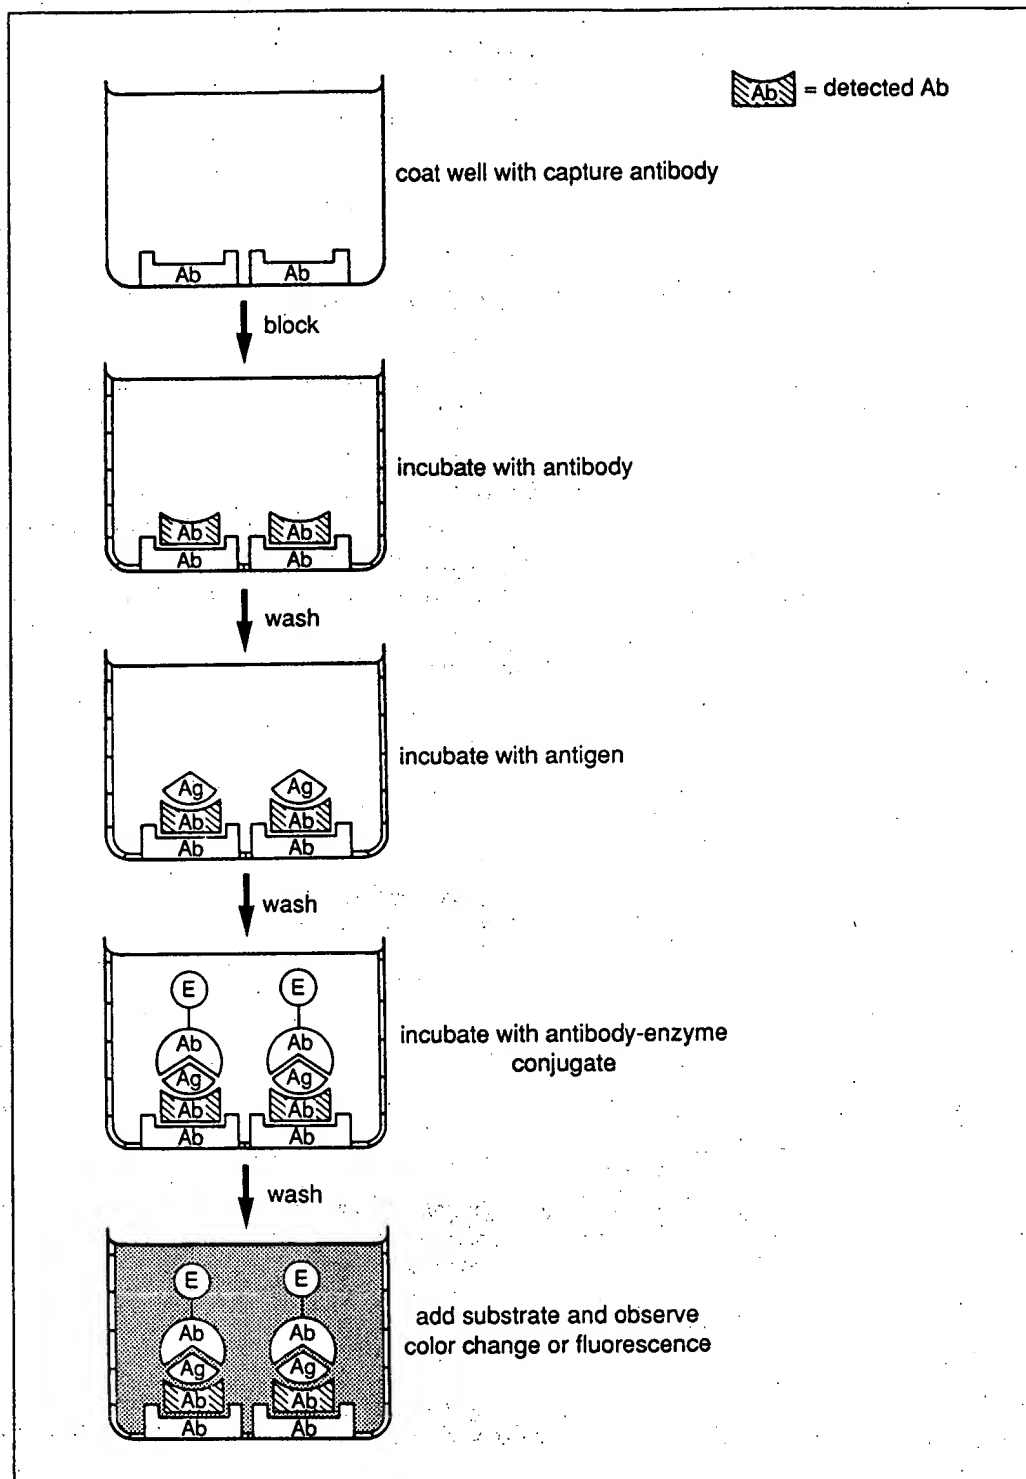 Ab = detected Ab
coat well with capture antibody
Ab Ab
block
incubate with antibody
Ab Ab
Ab Ab
wash
incubate with antigen
Ag Ag
Ab Ab
Ab Ab
wash
E E
incubate with antibody-enzyme
conjugate
Ab Ab
Ag Ag
Ab Ab
Ab Ab
wash
E E
add substrate and observe
color change or fluorescence
Ab Ab
Ag Ag
Ab Ab
Ab Ab